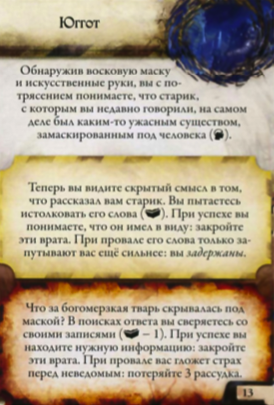 Югтот
Обнаружив восковую маску
и искусственные руки, вы с по-
трясением понимаете, что старик,
с которым вы недавно говорили, на самом
деле был каким-то ужасным существом,
замаскированным под человека ( ).
Теперь вы видите скрытый смысл в том,
что рассказал вам старик. Вы пытаетесь
истолковать его слова ( ). При успехе вы
понимаете, что он имел в виду: закройте
эти врата. При провале его слова только за-
путывают вас ещё сильнее: вы задержаны.
Что за богомерзкая тварь скрывалась под
маской? В поисках ответа вы сверяетесь со
своими записями ( – 1). При успехе вы
находите нужную информацию: закройте
эти врата. При провале вас гложет страх
перед неведомым: потеряйте 3 рассудка.
13